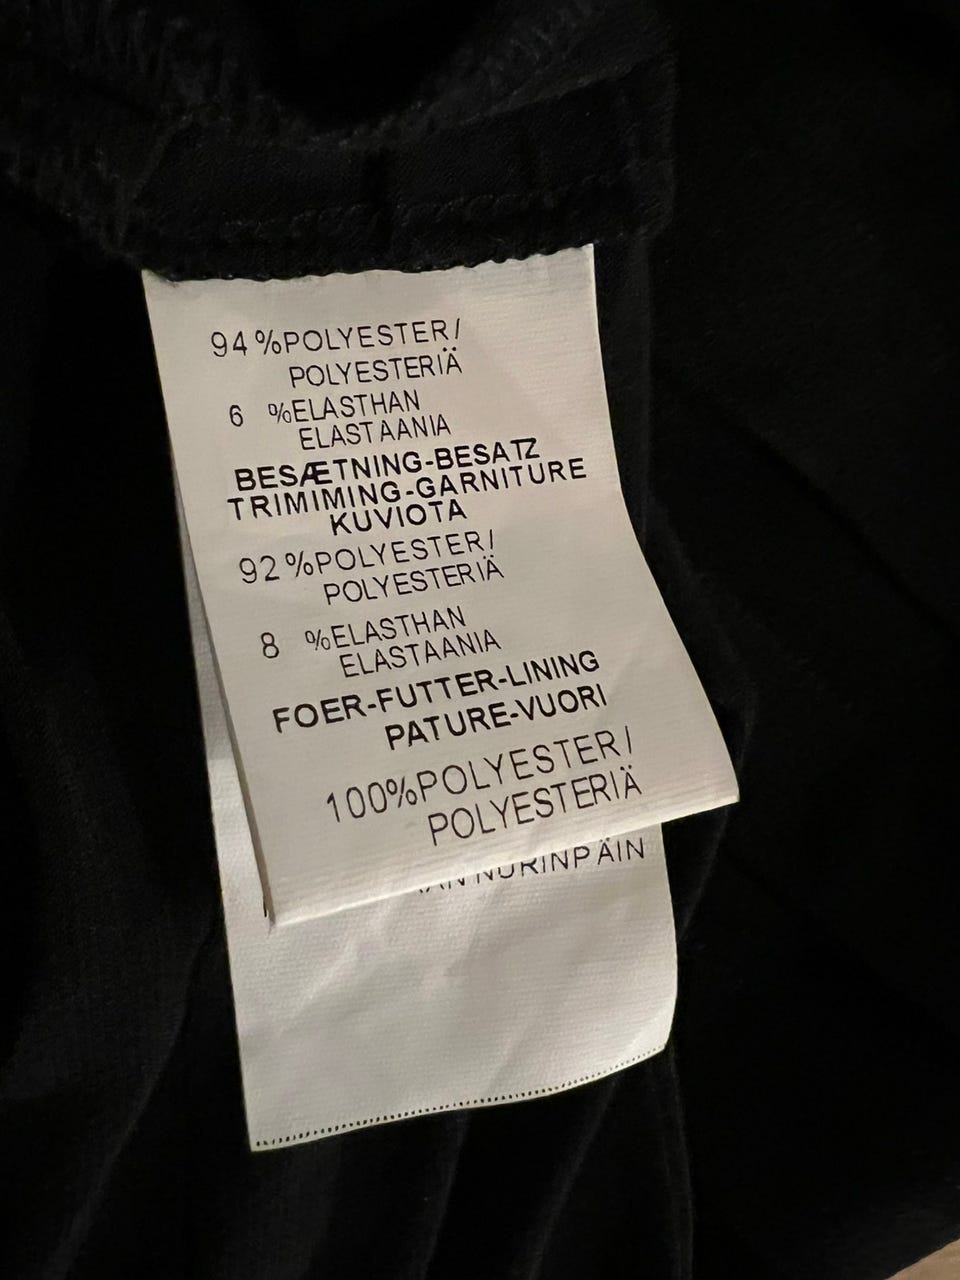 94%POLYESTER/
POLYESTERIÄ
6 %ELASTHAN
ELASTAANIA
BESÆTNING-BESATZ
TRIMIMING-GARNITURE
KUVIOTA
92%POLYESTER/
POLYESTERIÄ
8 %ELASTHAN
ELASTAANIA
FOER-FUTTER-LINING
PATURE-VUORI
100%POLYESTER/
POLYESTERIÄ
NURINPÄIN